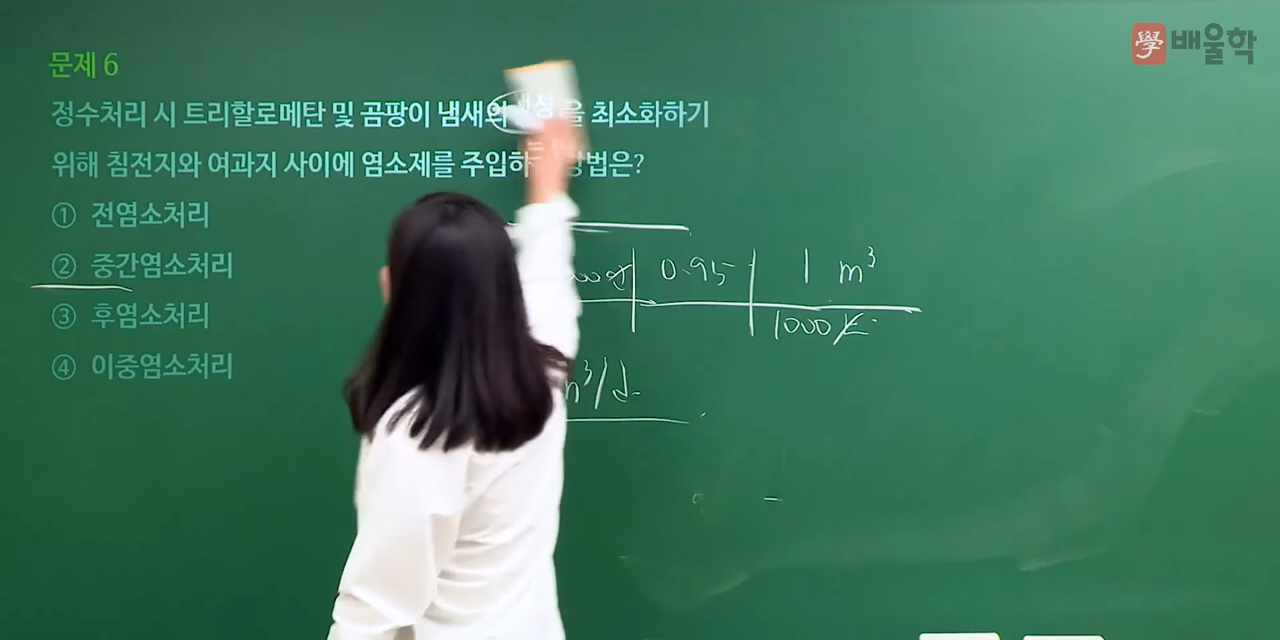 學 배울학
문제 6
정수처리 시 트리할로메탄 및 곰팡이 냄새의 을 최소화하기
위해 침전지와 여과지 사이에 염소제를 주입하 법은?
① 전염소처리
② 중간염소처리
③ 후염소처리
④ 이중염소처리
0.95 1 m³
1000
m³/d